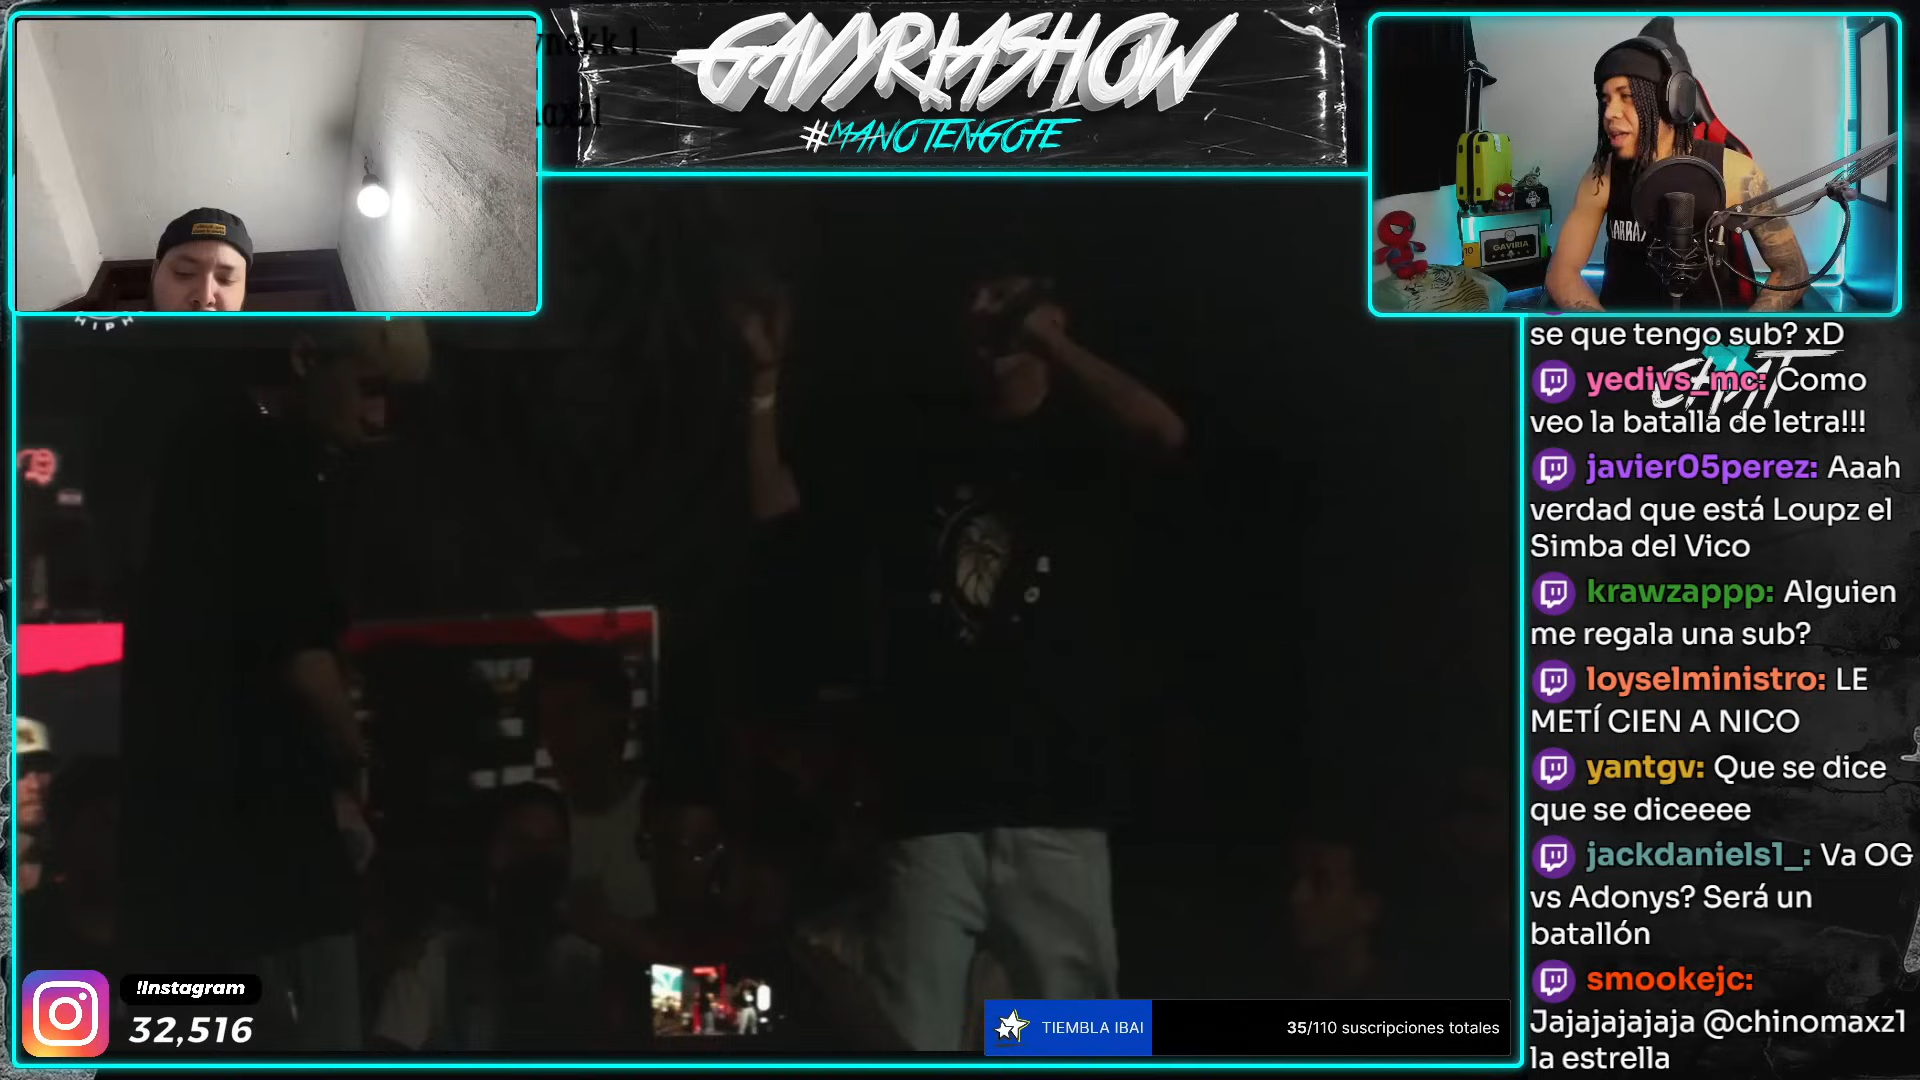 GAVYRIASHOW
#MANOTENGOFE
HIPH
GAVIRIA
se que tengo sub? xD
CHAT
yedivs_mc: Como
veo la batalla de letra!!!
javier05perez: Aaah
verdad que está Loupz el
Simba del Vico
krawzappp: Alguien
me regala una sub?
loyselministro: LE
METÍ CIEN A NICO
yantgv: Que se dice
que se diceeee
jackdaniels1_: Va OG
vs Adonys? Será un
batallón
smookejc:
Jajajajajaja @chinomaxz1
la estrella
!Instagram
32,516
TIEMBLA IBAI
35/110 suscripciones totales